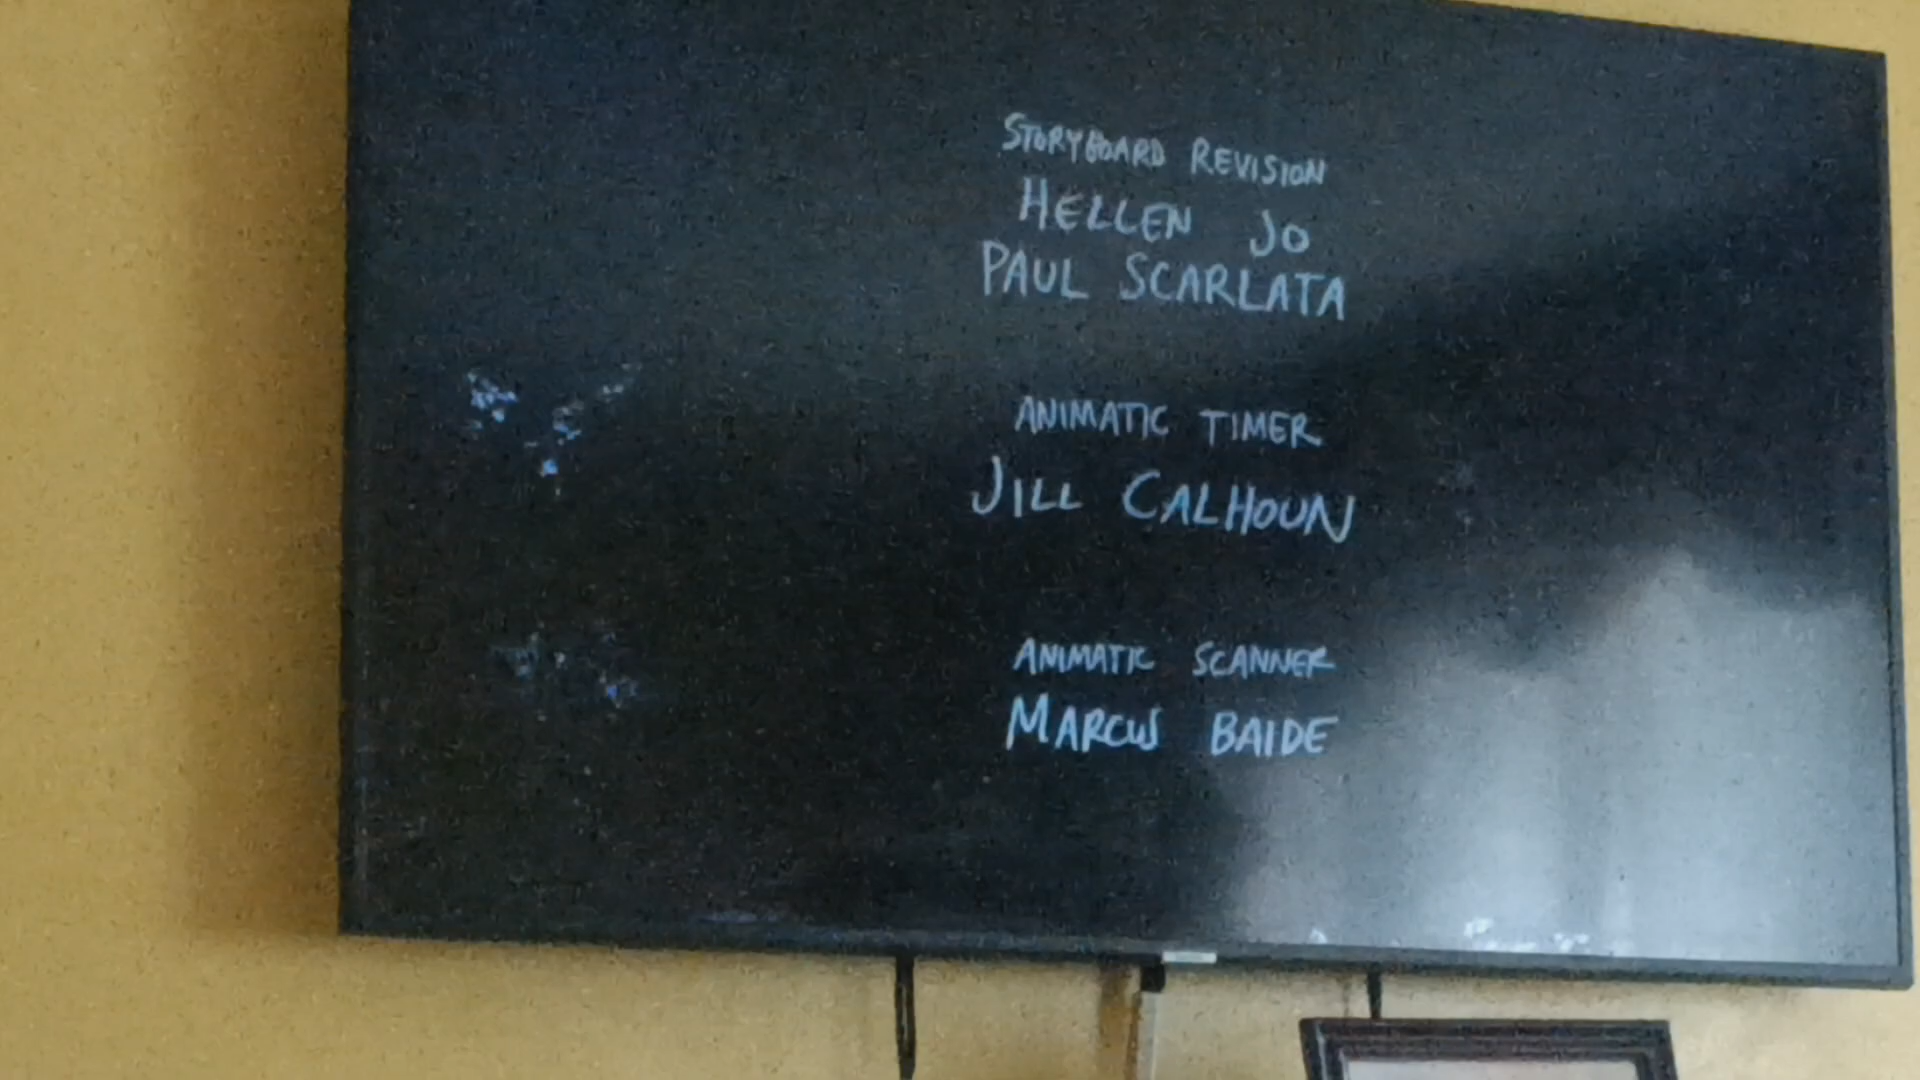 STORYBOARD REVISION
HELLEN JO
PAUL SCARLATA
ANIMATIC TIMER
JILL CALHOUN
ANIMATIC SCANNER
MARCUS BAIDE